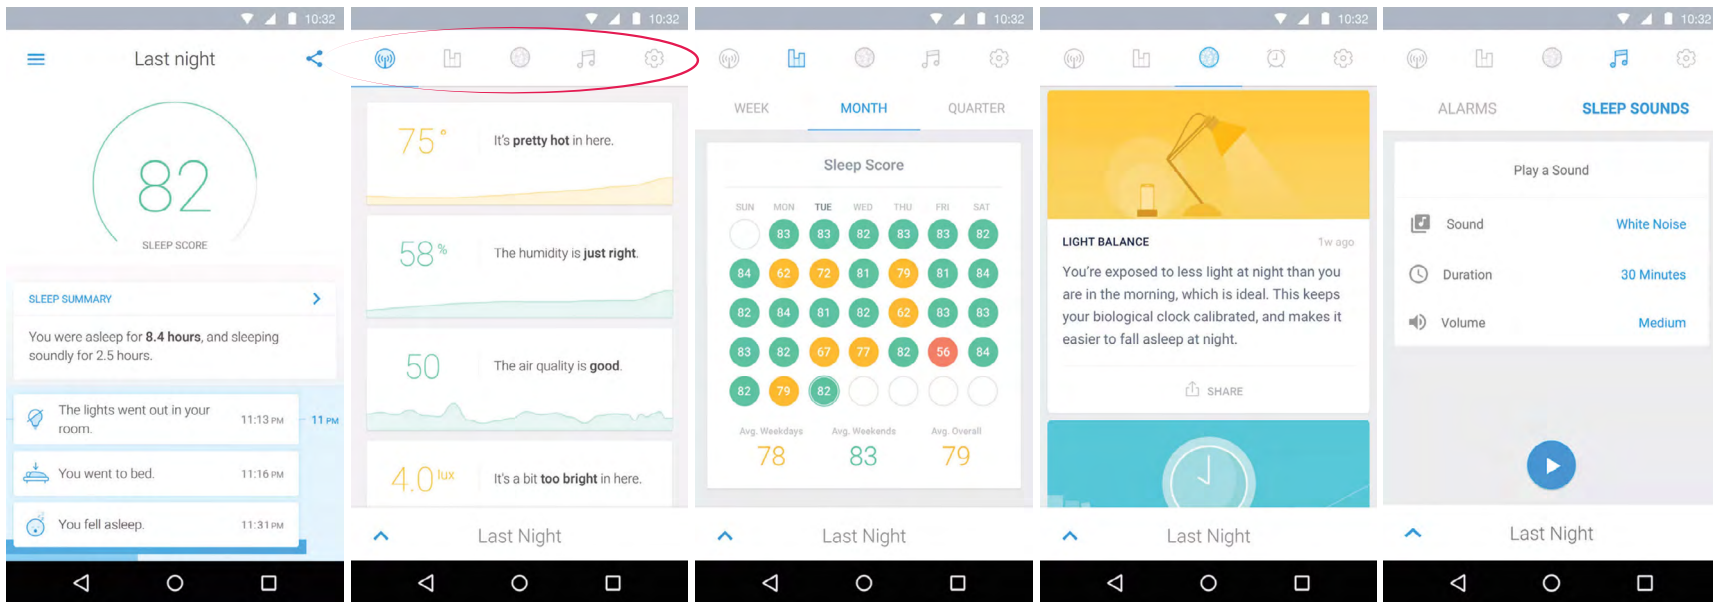 10:32
Last night
82
SLEEP SCORE
SLEEP SUMMARY
You were asleep for 8.4 hours, and sleeping
soundly for 2.5 hours.
The lights went out in your
room.
11:13 PM
11 PM
You went to bed.
11:16 PM
You fell asleep.
11:31 PM
10:32
75°
It's pretty hot in here.
58%
The humidity is just right.
50
The air quality is good.
4.0 lux
It's a bit too bright in here.
Last Night
10:32
WEEK
MONTH
QUARTER
Sleep Score
SUN MON TUE WED THU FRI SAT
83 83 82 83 83 82
84 62 72 81 79 81 84
82 84 81 82 62 83 83
83 82 67 77 82 56 84
82 79 82
Avg. Weekdays
Avg. Weekends
Avg. Overall
78
83
79
Last Night
10:32
LIGHT BALANCE
1w ago
You're exposed to less light at night than you
are in the morning, which is ideal. This keeps
your biological clock calibrated, and makes it
easier to fall asleep at night.
SHARE
Last Night
10:32
ALARMS
SLEEP SOUNDS
Play a Sound
Sound
White Noise
Duration
30 Minutes
Volume
Medium
Last Night